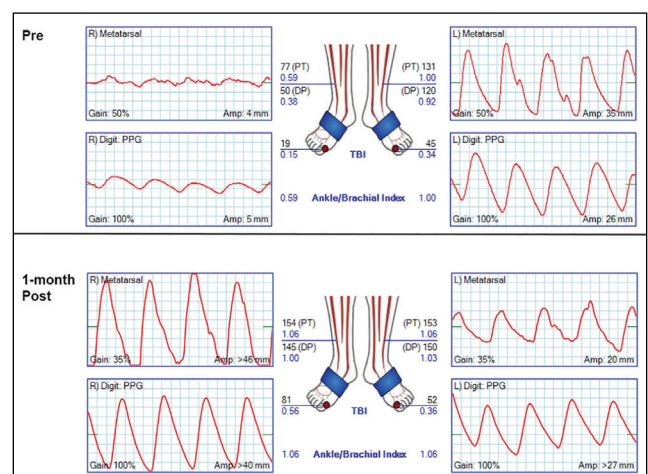 Pre
R) Metatarsal
Gain: 50% Amp: 4 mm
R) Digit: PPG
Gain: 100% Amp: 5 mm
77 (PT)
0.59
50 (DP)
0.38
19
0.15
(PT) 131
1.00
(DP) 120
0.92
45
0.34
TBI
0.59 Ankle/Brachial Index 1.00
L) Metatarsal
Gain: 50% Amp: 35 mm
L) Digit: PPG
Gain: 100% Amp: 26 mm
1-month
Post
R) Metatarsal
Gain: 35% Amp: >46 mm
R) Digit: PPG
Gain: 100% Amp: >40 mm
154 (PT)
1.06
145 (DP)
1.00
81
0.56
(PT) 153
1.06
(DP) 150
1.03
52
0.36
TBI
1.06 Ankle/Brachial Index 1.06
L) Metatarsal
Gain: 35% Amp: 20 mm
L) Digit: PPG
Gain: 100% Amp: >27 mm